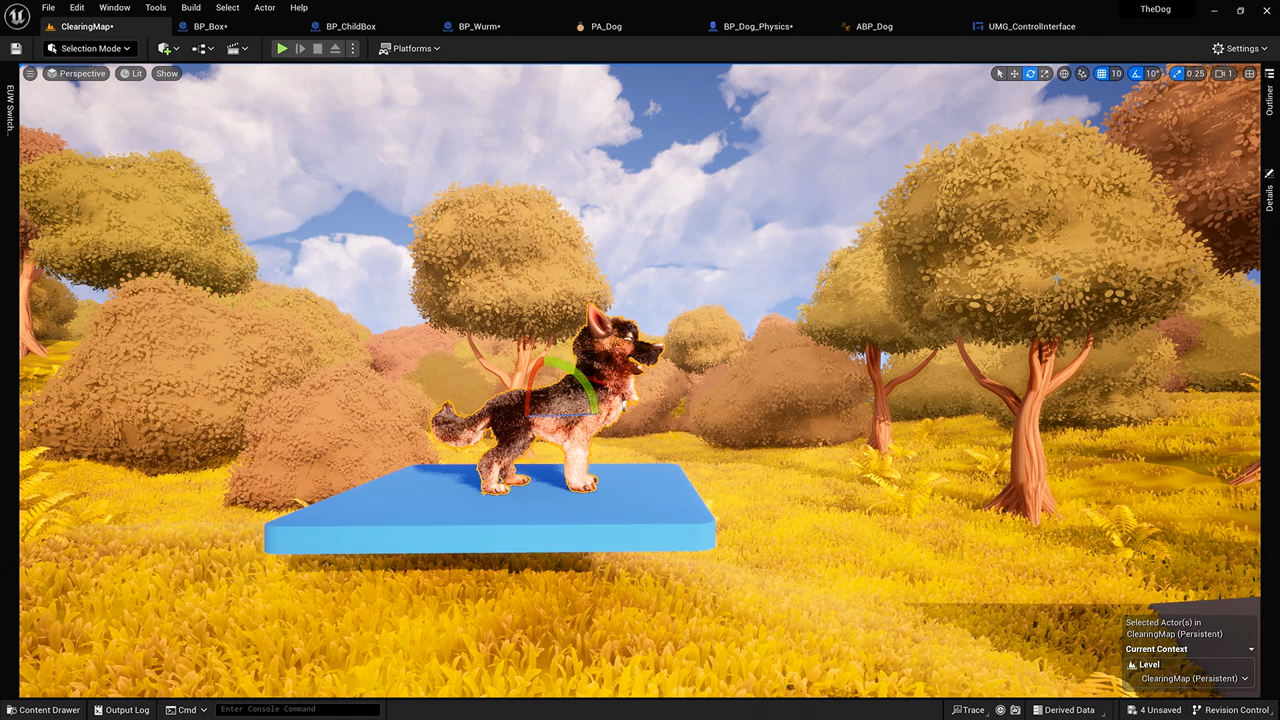 File Edit Window Tools Build Select Actor Help
TheDog
ClearingMap* BP_Box* BP_ChildBox BP_Wurm* PA_Dog BP_Dog_Physics* ABP_Dog UMG_ControlInterface
Selection Mode Platforms Settings
Perspective Lit Show 10 10° 0.25 1
EUW Switch...
Outliner
Details
Selected Actor(s) in
ClearingMap (Persistent)
Current Context
Level
ClearingMap (Persistent)
Content Drawer Output Log Cmd Enter Console Command Trace Derived Data 4 Unsaved Revision Control